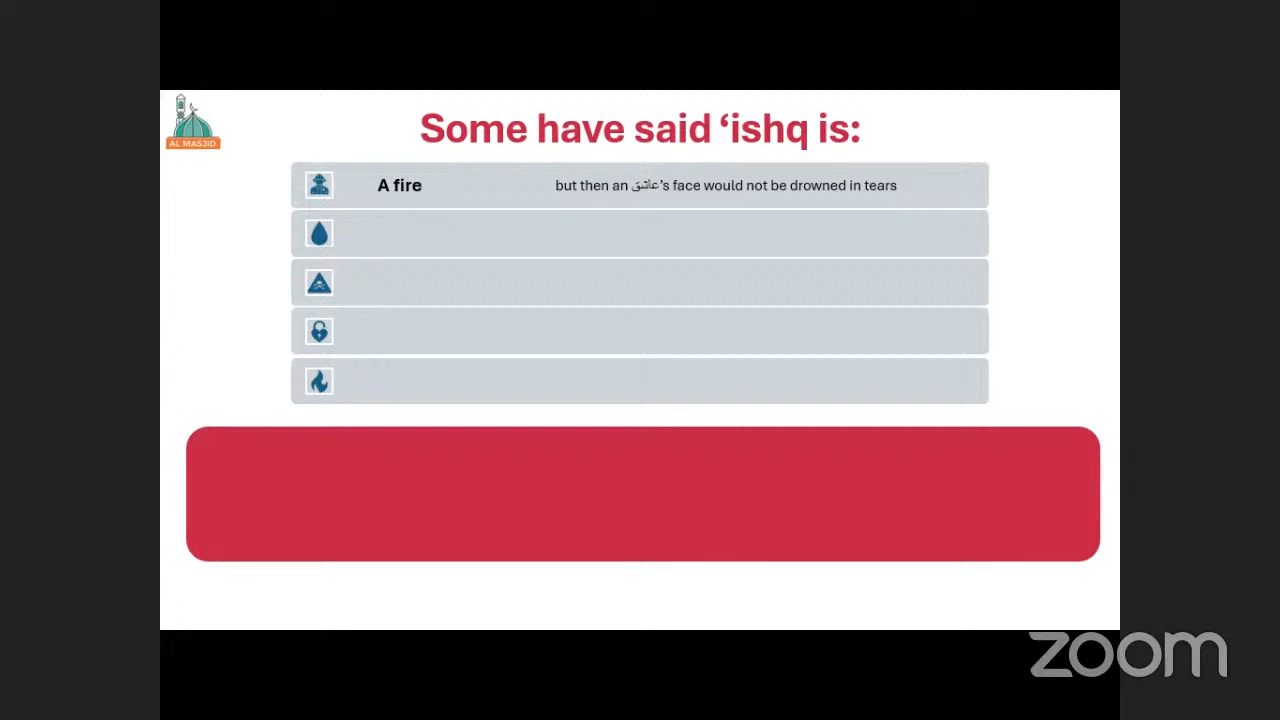 AL MASJID
Some have said ‘ishq is:
A fire but then an عاشق's face would not be drowned in tears
zoom